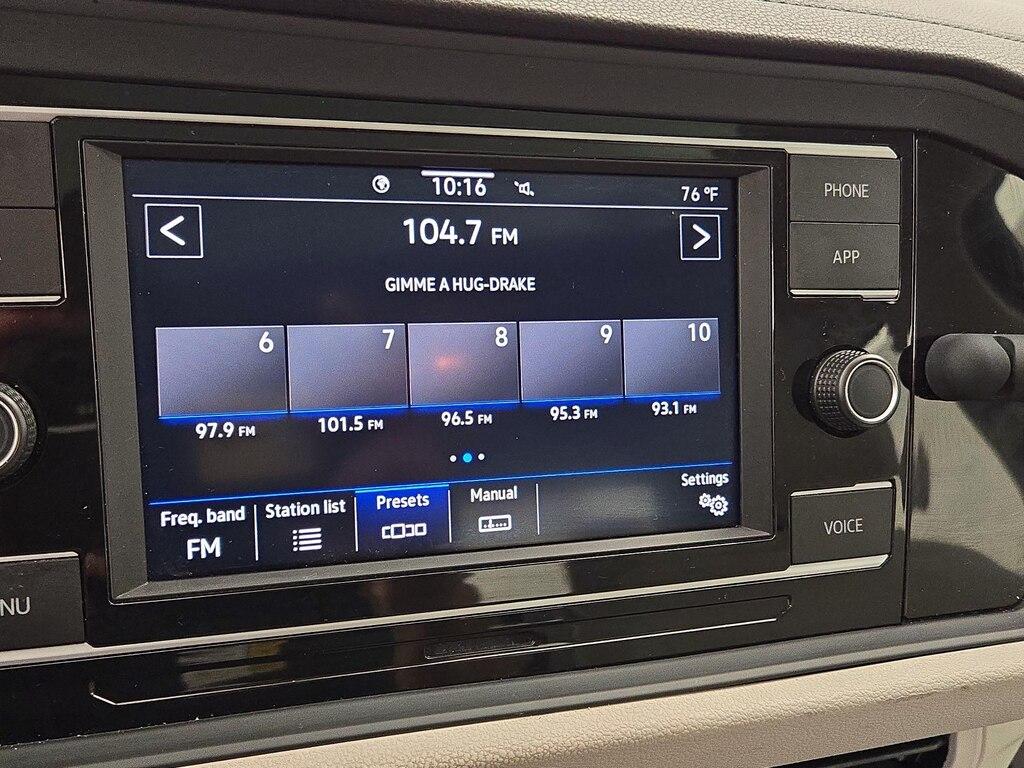 10:16
76 °F
<
104.7 FM
>
GIMME A HUG-DRAKE
6 7 8 9 10
97.9 FM 101.5 FM 96.5 FM 95.3 FM 93.1 FM
Freq. band
FM
Station list
Presets
Manual
Settings
PHONE
APP
VOICE
NU